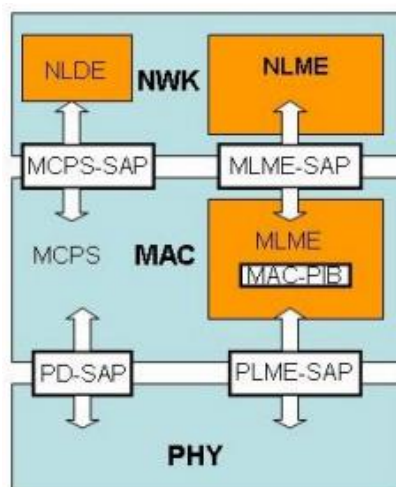 NLDE
NWK
NLME
MCPS-SAP
MLME-SAP
MCPS
MAC
MLME
MAC-PIB
PD-SAP
PLME-SAP
PHY